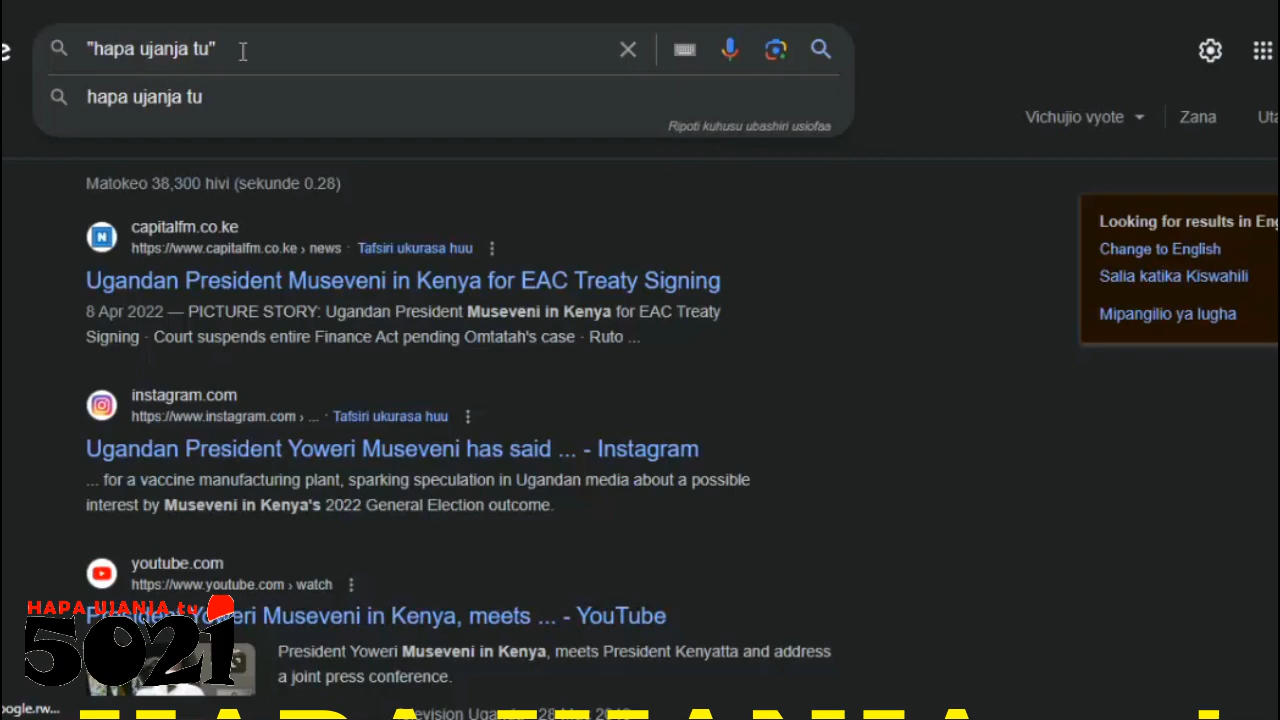 "hapa ujanja tu"
hapa ujanja tu
Ripoti kuhusu ubashiri usiofaa
Vichujio vyote
Zana
Matokeo 38,300 hivi (sekunde 0.28)
capitalfm.co.ke
https://www.capitalfm.co.ke › news · Tafsiri ukurasa huu
Ugandan President Museveni in Kenya for EAC Treaty Signing
8 Apr 2022 — PICTURE STORY: Ugandan President Museveni in Kenya for EAC Treaty
Signing · Court suspends entire Finance Act pending Omtatah's case · Ruto ...
Looking for results in Eng
Change to English
Salia katika Kiswahili
Mipangilio ya lugha
instagram.com
https://www.instagram.com › ... · Tafsiri ukurasa huu
Ugandan President Yoweri Museveni has said ... - Instagram
... for a vaccine manufacturing plant, sparking speculation in Ugandan media about a possible
interest by Museveni in Kenya's 2022 General Election outcome.
youtube.com
https://www.youtube.com › watch
President Yoweri Museveni in Kenya, meets ... - YouTube
President Yoweri Museveni in Kenya, meets President Kenyatta and address
a joint press conference.
HAPA UJANJA tu
5021
oogle.rw...